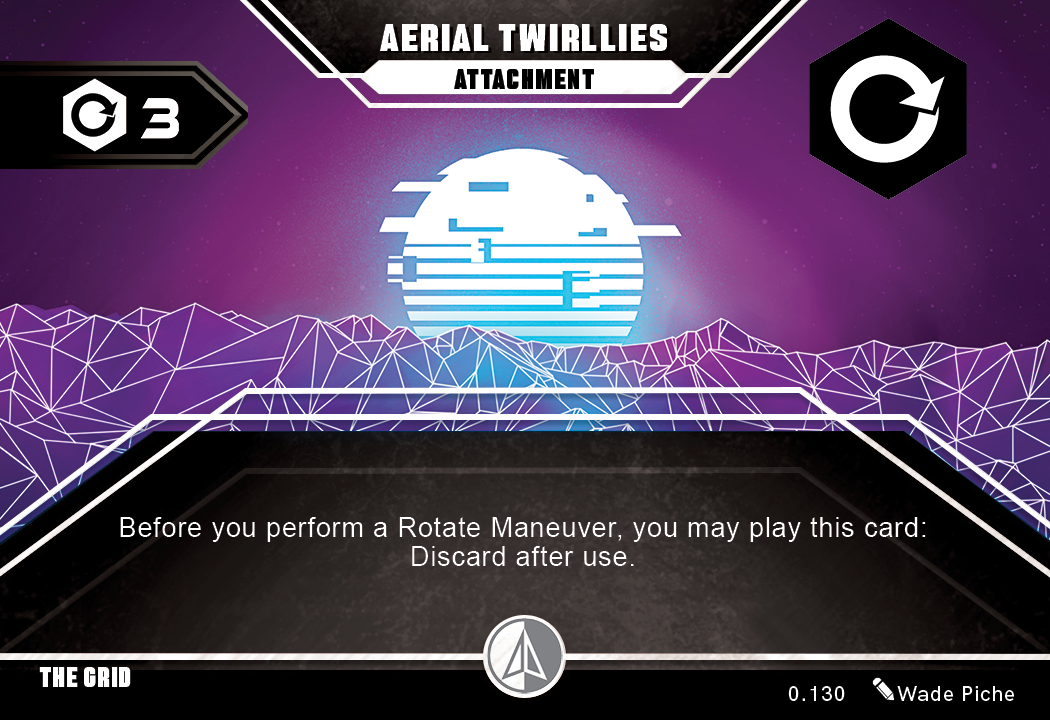 AERIAL TWIRLLIES
ATTACHMENT
3
Before you perform a Rotate Maneuver, you may play this card:
Discard after use.
THE GRID
0.130 Wade Piche